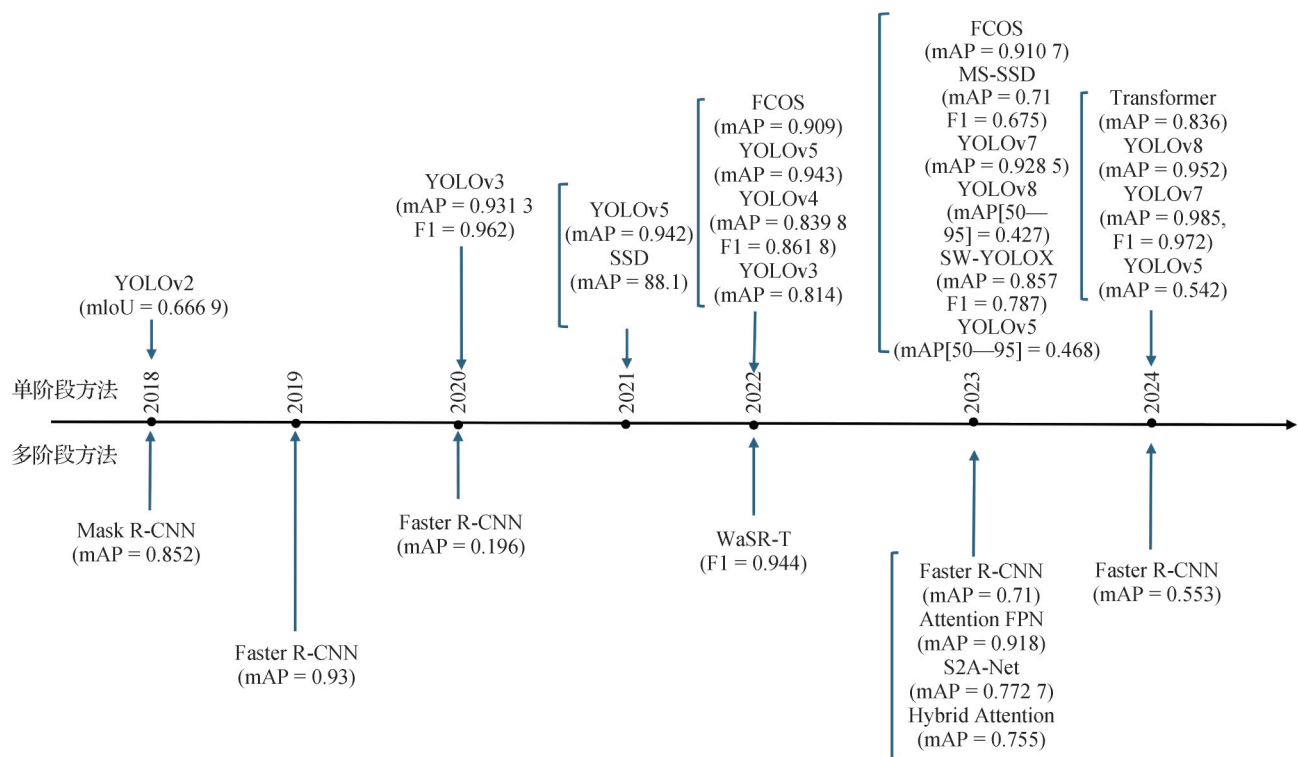 YOLOv2
(mIoU = 0.666 9)
YOLOv3
(mAP = 0.931 3
F1 = 0.962)
YOLOv5
(mAP = 0.942)
SSD
(mAP = 88.1)
FCOS
(mAP = 0.909)
YOLOv5
(mAP = 0.943)
YOLOv4
(mAP = 0.839 8
F1 = 0.861 8)
YOLOv3
(mAP = 0.814)
FCOS
(mAP = 0.910 7)
MS-SSD
(mAP = 0.71
F1 = 0.675)
YOLOv7
(mAP = 0.928 5)
YOLOv8
(mAP[50—
95] = 0.427)
SW-YOLOX
(mAP = 0.857
F1 = 0.787)
YOLOv5
(mAP[50—95] = 0.468)
Transformer
(mAP = 0.836)
YOLOv8
(mAP = 0.952)
YOLOv7
(mAP = 0.985,
F1 = 0.972)
YOLOv5
(mAP = 0.542)
单阶段方法
2018
2019
2020
2021
2022
2023
2024
多阶段方法
Mask R-CNN
(mAP = 0.852)
Faster R-CNN
(mAP = 0.93)
Faster R-CNN
(mAP = 0.196)
WaSR-T
(F1 = 0.944)
Faster R-CNN
(mAP = 0.71)
Attention FPN
(mAP = 0.918)
S2A-Net
(mAP = 0.772 7)
Hybrid Attention
(mAP = 0.755)
Faster R-CNN
(mAP = 0.553)